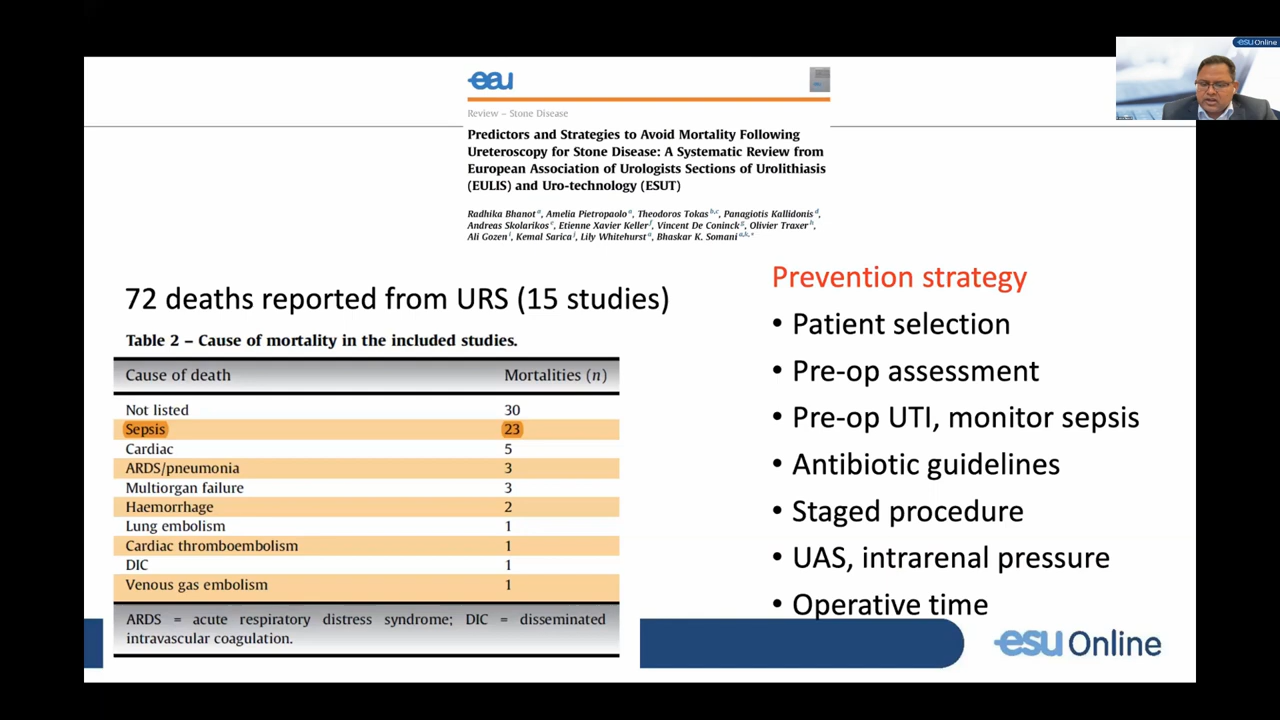 esu Online
eau
Review – Stone Disease
Predictors and Strategies to Avoid Mortality Following
Ureteroscopy for Stone Disease: A Systematic Review from
European Association of Urologists Sections of Urolithiasis
(EULIS) and Uro-technology (ESUT)
Radhika Bhanot a, Amelia Pietropaolo a, Theodoros Tokas b,c, Panagiotis Kallidonis d,
Andreas Skolarikos e, Etienne Xavier Keller f, Vincent De Coninck g, Olivier Traxer h,
Ali Gozen i, Kemal Sarica j, Lily Whitehurst a, Bhaskar K. Somani a,k,*
72 deaths reported from URS (15 studies)
Table 2 – Cause of mortality in the included studies.
Cause of death Mortalities (n)
Not listed 30
Sepsis 23
Cardiac 5
ARDS/pneumonia 3
Multiorgan failure 3
Haemorrhage 2
Lung embolism 1
Cardiac thromboembolism 1
DIC 1
Venous gas embolism 1
ARDS = acute respiratory distress syndrome; DIC = disseminated
intravascular coagulation.
Prevention strategy
• Patient selection
• Pre-op assessment
• Pre-op UTI, monitor sepsis
• Antibiotic guidelines
• Staged procedure
• UAS, intrarenal pressure
• Operative time
esu Online